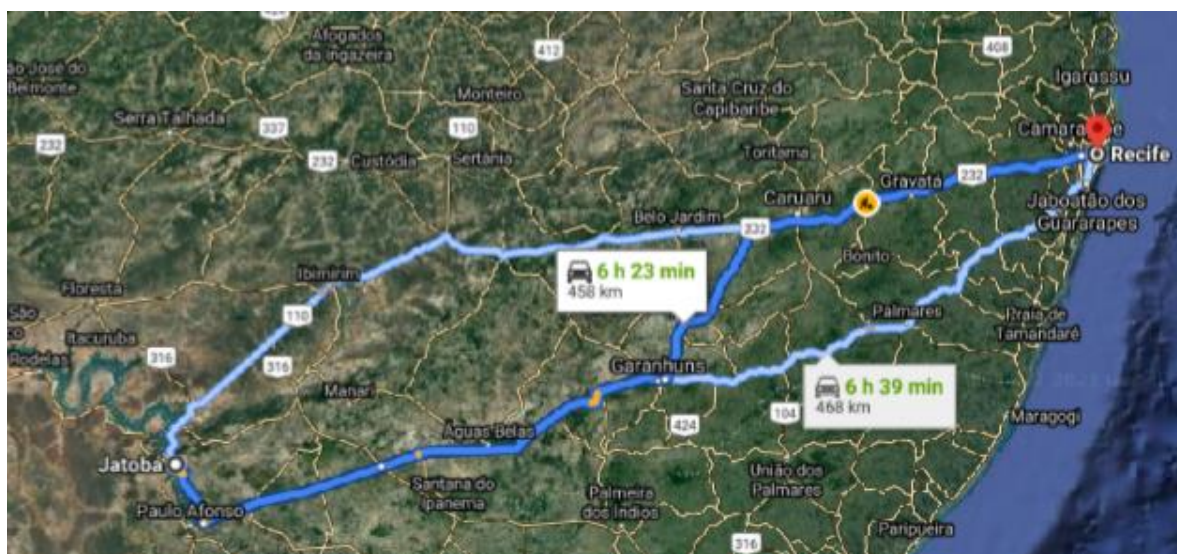 Afogados
da Ingazeira
412
408
São José do
Belmonte
Monteiro
Santa Cruz do
Capibaribe
Igarassu
Serra Talhada
337
110
232
232
Custódia
Sertânia
Toritama
Recife
Caruaru
Gravatá
232
Belo Jardim
232
Jaboatão dos
Guararapes
6 h 23 min
458 km
Bonito
Ibimirim
Floresta
110
São
Itacuruba
Rodelas
316
316
Palmares
Praia de
Tamandaré
Garanhuns
Manari
6 h 39 min
468 km
104
424
Maragogi
Águas Belas
Jatobá
Santana do
Ipanema
União dos
Palmares
Paulo Afonso
Palmeira
dos Índios
Paripueira
316